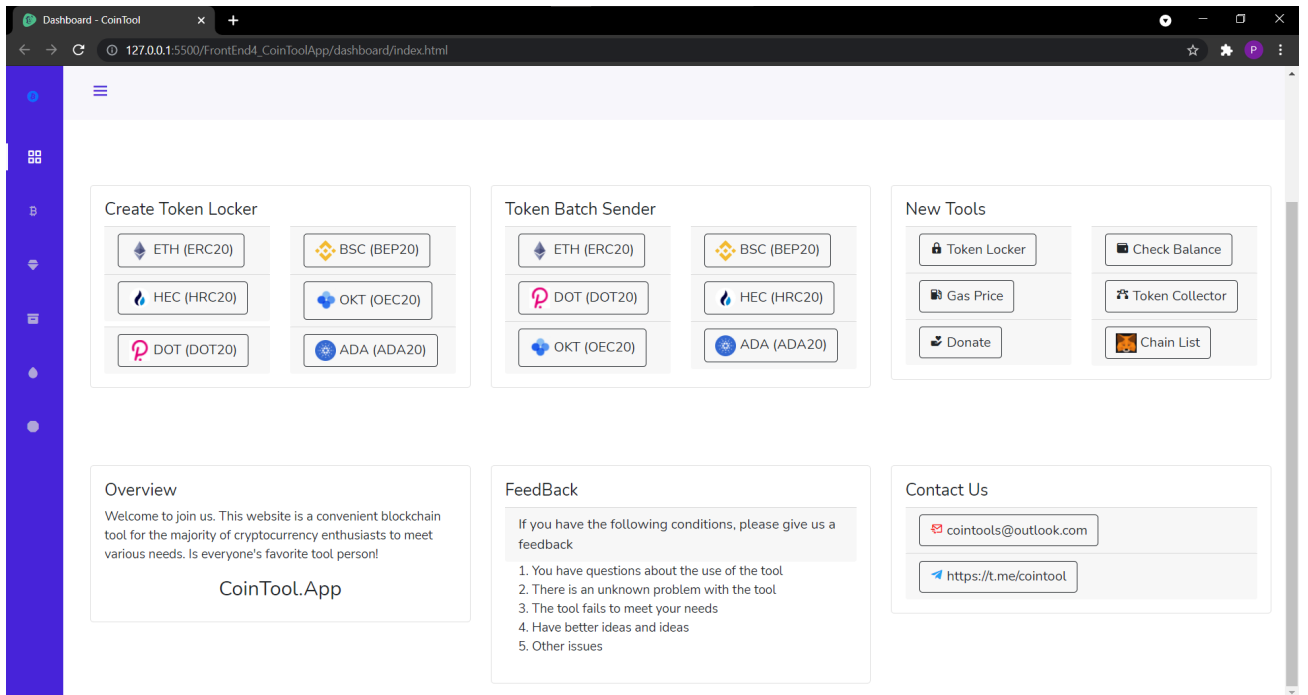 Dashboard - CoinTool
127.0.0.1:5500/FrontEnd4_CoinToolApp/dashboard/index.html
P
Create Token Locker
ETH (ERC20)
BSC (BEP20)
HEC (HRC20)
OKT (OEC20)
DOT (DOT20)
ADA (ADA20)
Token Batch Sender
ETH (ERC20)
BSC (BEP20)
DOT (DOT20)
HEC (HRC20)
OKT (OEC20)
ADA (ADA20)
New Tools
Token Locker
Check Balance
Gas Price
Token Collector
Donate
Chain List
Overview
Welcome to join us. This website is a convenient blockchain
tool for the majority of cryptocurrency enthusiasts to meet
various needs. Is everyone's favorite tool person!
CoinTool.App
FeedBack
If you have the following conditions, please give us a
feedback
1. You have questions about the use of the tool
2. There is an unknown problem with the tool
3. The tool fails to meet your needs
4. Have better ideas and ideas
5. Other issues
Contact Us
cointools@outlook.com
https://t.me/cointool